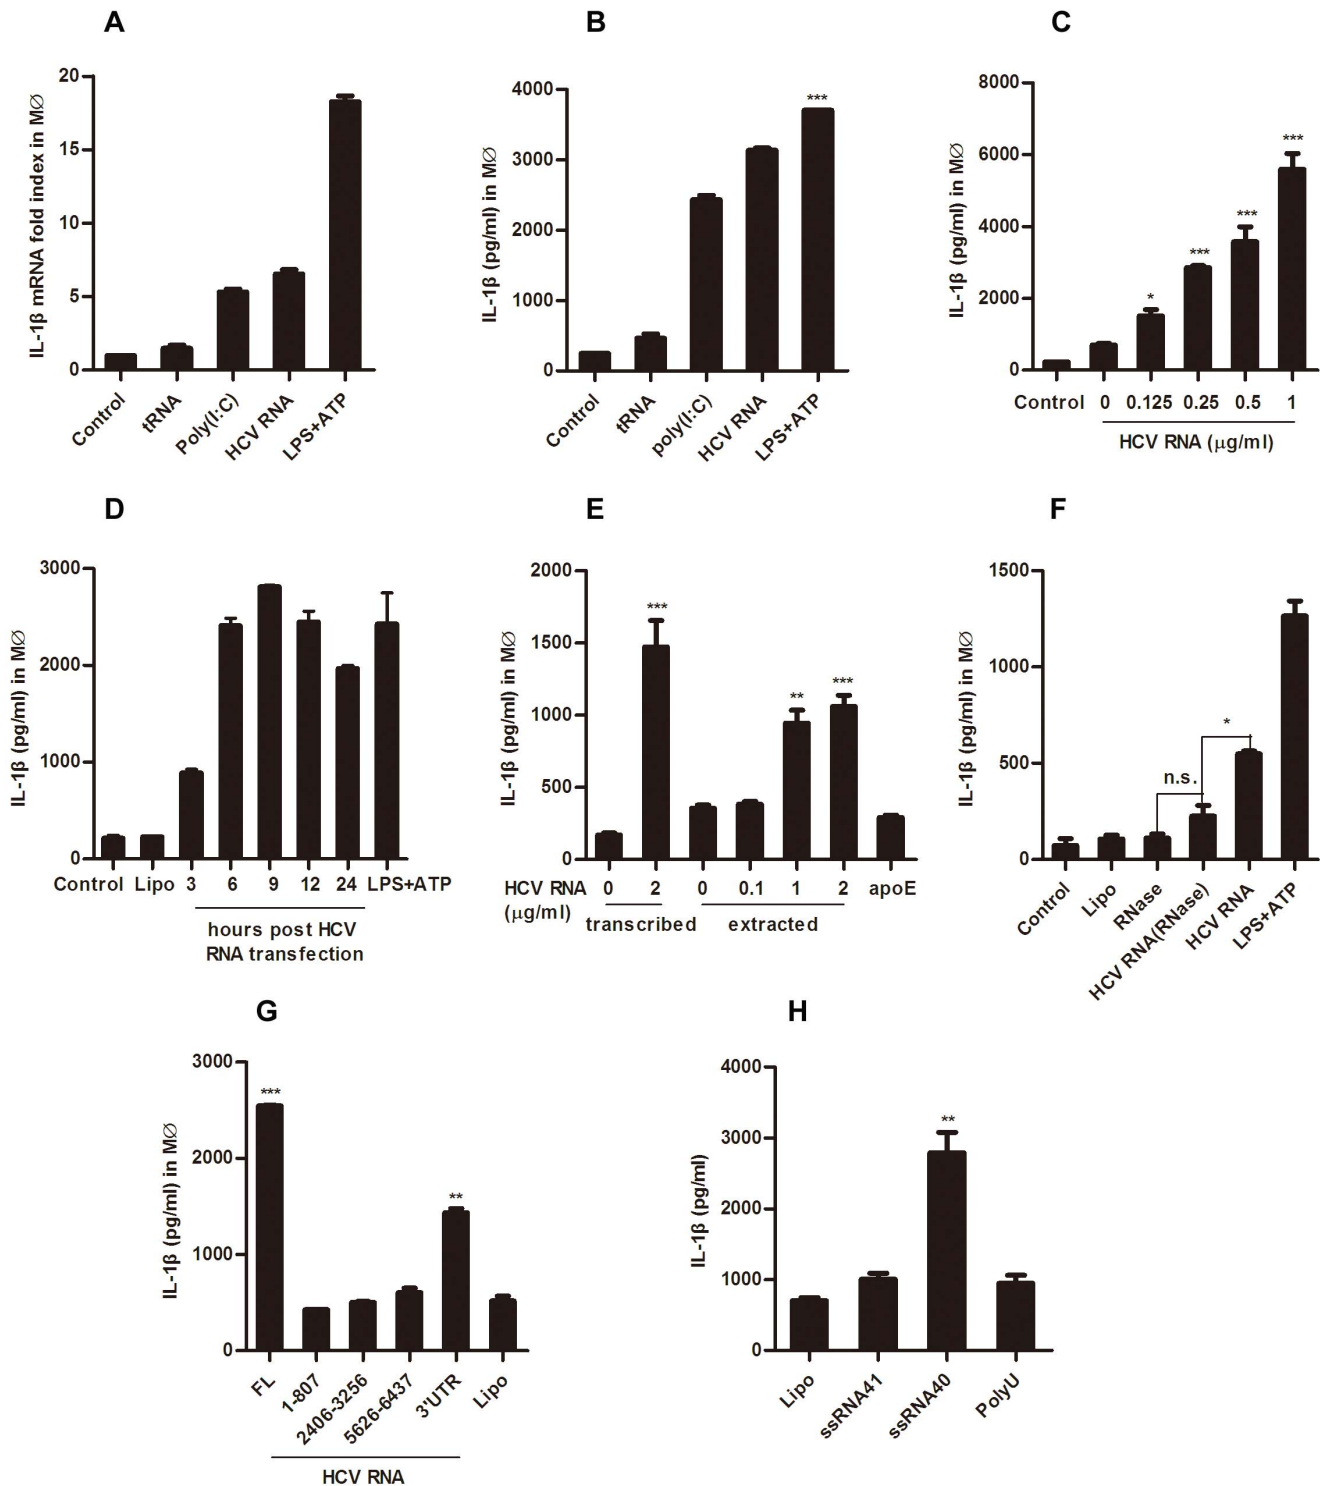 A
IL-1β mRNA fold index in MØ
20
15
10
5
0
Control
tRNA
Poly(I:C)
HCV RNA
LPS+ATP
B
IL-1β (pg/ml) in MØ
4000
3000
2000
1000
0
***
Control
tRNA
poly(I:C)
HCV RNA
LPS+ATP
C
IL-1β (pg/ml) in MØ
8000
6000
4000
2000
0
*
***
***
***
Control 0 0.125 0.25 0.5 1
HCV RNA (μg/ml)
D
IL-1β (pg/ml) in MØ
3000
2000
1000
0
Control Lipo 3 6 9 12 24 LPS+ATP
hours post HCV
RNA transfection
E
IL-1β (pg/ml) in MØ
2000
1500
1000
500
0
***
**
***
HCV RNA 0 2 0 0.1 1 2 apoE
(μg/ml)
transcribed extracted
F
IL-1β (pg/ml) in MØ
1500
1000
500
0
n.s.
*
Control
Lipo
RNase
HCV RNA(RNase)
HCV RNA
LPS+ATP
G
IL-1β (pg/ml) in MØ
3000
2000
1000
0
***
**
FL
1-807
2406-3256
5626-6437
3'UTR
Lipo
HCV RNA
H
IL-1β (pg/ml)
4000
3000
2000
1000
0
**
Lipo
ssRNA41
ssRNA40
PolyU